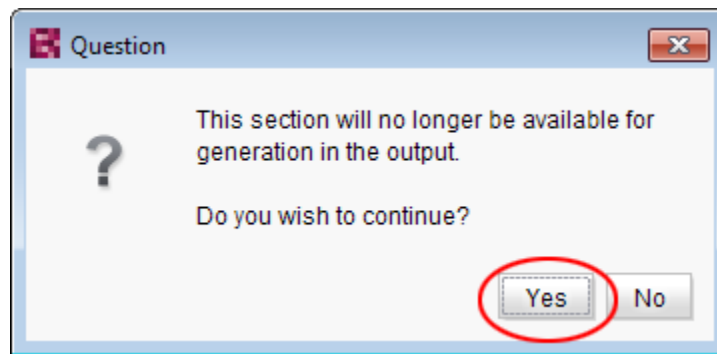 Question
This section will no longer be available for
generation in the output.
Do you wish to continue?
Yes No